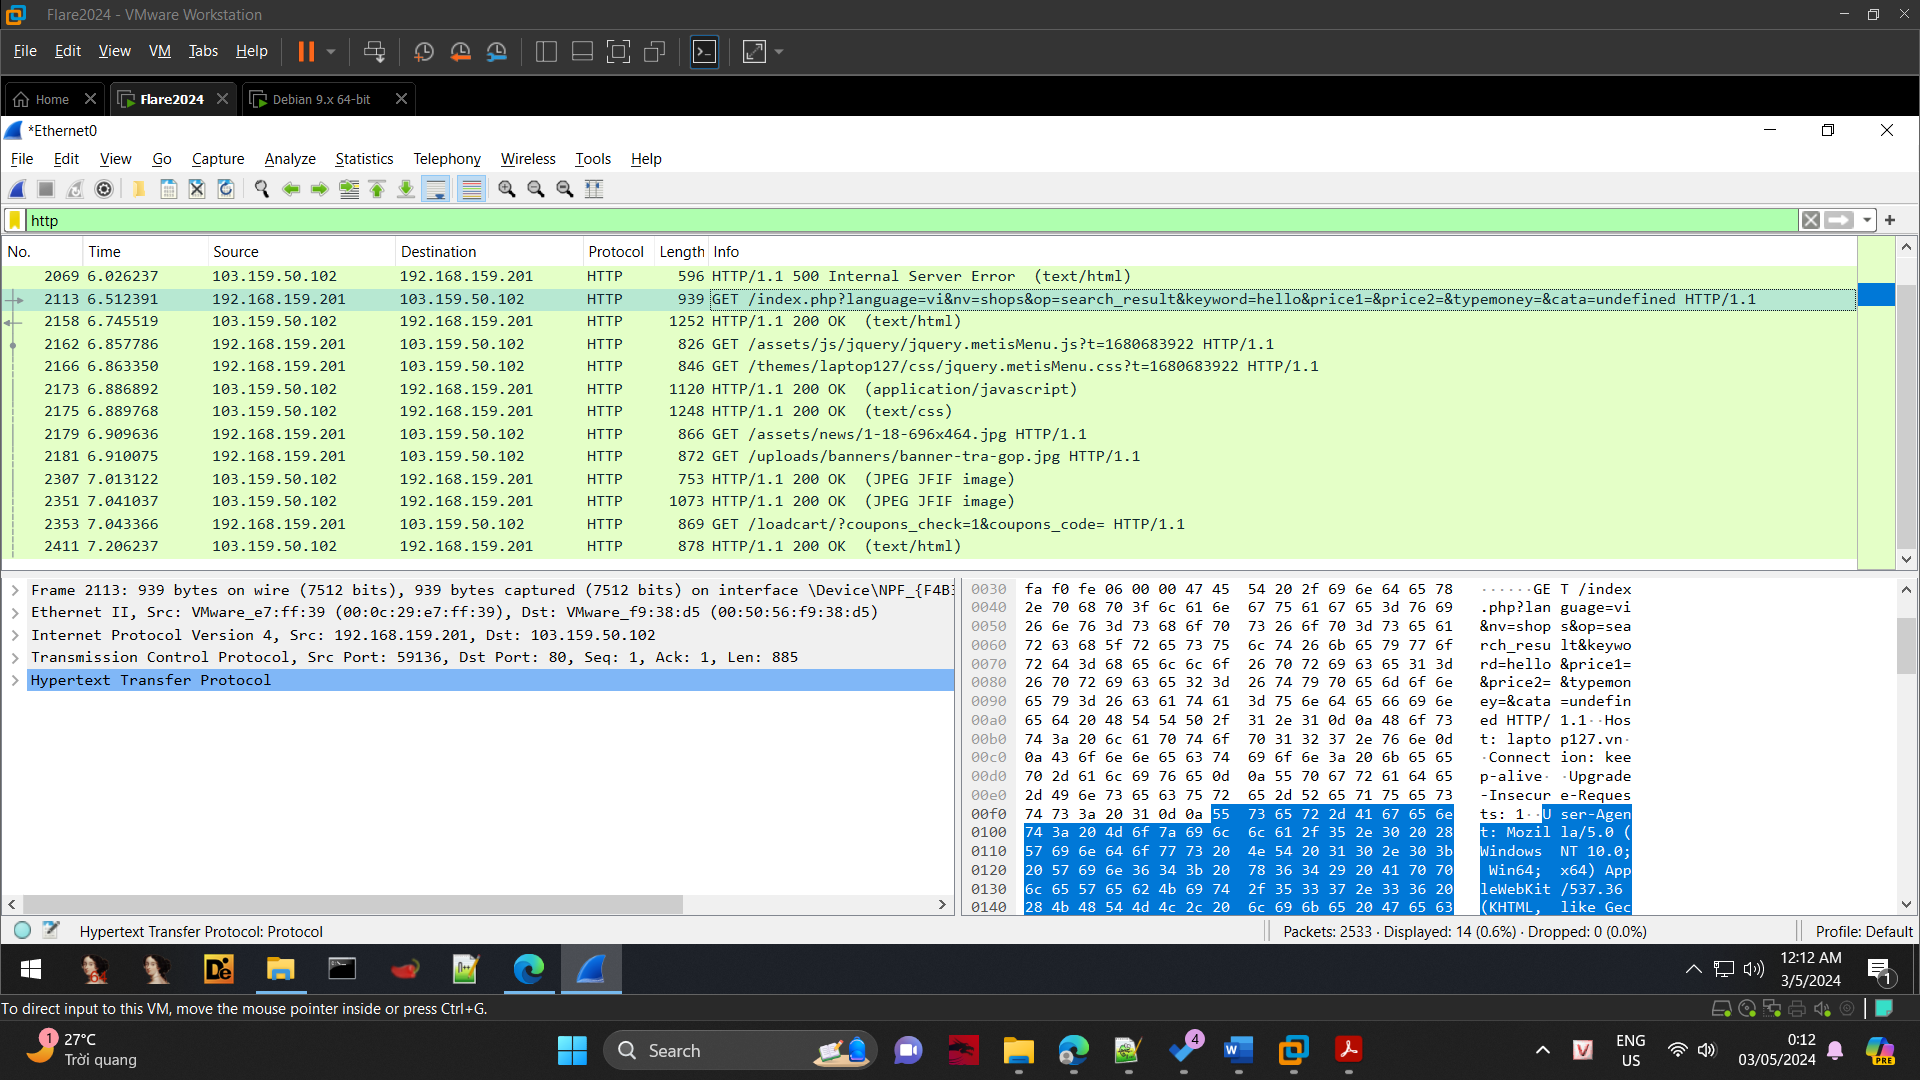 Flare2024 - VMware Workstation
File Edit View VM Tabs Help
Home Flare2024 Debian 9.x 64-bit
*Ethernet0
File Edit View Go Capture Analyze Statistics Telephony Wireless Tools Help
http
No. Time Source Destination Protocol Length Info
2069 6.026237 103.159.50.102 192.168.159.201 HTTP 596 HTTP/1.1 500 Internal Server Error (text/html)
2113 6.512391 192.168.159.201 103.159.50.102 HTTP 939 GET /index.php?language=vi&nv=shops&op=search_result&keyword=hello&price1=&price2=&typemoney=&cata=undefined HTTP/1.1
2158 6.745519 103.159.50.102 192.168.159.201 HTTP 1252 HTTP/1.1 200 OK (text/html)
2162 6.857786 192.168.159.201 103.159.50.102 HTTP 826 GET /assets/js/jquery/jquery.metisMenu.js?t=1680683922 HTTP/1.1
2166 6.863350 192.168.159.201 103.159.50.102 HTTP 846 GET /themes/laptop127/css/jquery.metisMenu.css?t=1680683922 HTTP/1.1
2173 6.886892 103.159.50.102 192.168.159.201 HTTP 1120 HTTP/1.1 200 OK (application/javascript)
2175 6.889768 103.159.50.102 192.168.159.201 HTTP 1248 HTTP/1.1 200 OK (text/css)
2179 6.909636 192.168.159.201 103.159.50.102 HTTP 866 GET /assets/news/1-18-696x464.jpg HTTP/1.1
2181 6.910075 192.168.159.201 103.159.50.102 HTTP 872 GET /uploads/banners/banner-tra-gop.jpg HTTP/1.1
2307 7.013122 103.159.50.102 192.168.159.201 HTTP 753 HTTP/1.1 200 OK (JPEG JFIF image)
2351 7.041037 103.159.50.102 192.168.159.201 HTTP 1073 HTTP/1.1 200 OK (JPEG JFIF image)
2353 7.043366 192.168.159.201 103.159.50.102 HTTP 869 GET /loadcart/?coupons_check=1&coupons_code= HTTP/1.1
2411 7.206237 103.159.50.102 192.168.159.201 HTTP 878 HTTP/1.1 200 OK (text/html)
Frame 2113: 939 bytes on wire (7512 bits), 939 bytes captured (7512 bits) on interface \Device\NPF_{F4B3
Ethernet II, Src: VMware_e7:ff:39 (00:0c:29:e7:ff:39), Dst: VMware_f9:38:d5 (00:50:56:f9:38:d5)
Internet Protocol Version 4, Src: 192.168.159.201, Dst: 103.159.50.102
Transmission Control Protocol, Src Port: 59136, Dst Port: 80, Seq: 1, Ack: 1, Len: 885
Hypertext Transfer Protocol
0030 fa f0 fe 06 00 00 47 45 54 20 2f 69 6e 64 65 78 ······GE T /index
0040 2e 70 68 70 3f 6c 61 6e 67 75 61 67 65 3d 76 69 .php?lan guage=vi
0050 26 6e 76 3d 73 68 6f 70 73 26 6f 70 3d 73 65 61 &nv=shop s&op=sea
0060 72 63 68 5f 72 65 73 75 6c 74 26 6b 65 79 77 6f rch_resu lt&keywo
0070 72 64 3d 68 65 6c 6c 6f 26 70 72 69 63 65 31 3d rd=hello &price1=
0080 26 70 72 69 63 65 32 3d 26 74 79 70 65 6d 6f 6e &price2= &typemon
0090 65 79 3d 26 63 61 74 61 3d 75 6e 64 65 66 69 6e ey=&cata =undefin
00a0 65 64 20 48 54 54 50 2f 31 2e 31 0d 0a 48 6f 73 ed HTTP/ 1.1··Hos
00b0 74 3a 20 6c 61 70 74 6f 70 31 32 37 2e 76 6e 0d t: lapto p127.vn·
00c0 0a 43 6f 6e 6e 65 63 74 69 6f 6e 3a 20 6b 65 65 ·Connect ion: kee
00d0 70 2d 61 6c 69 76 65 0d 0a 55 70 67 72 61 64 65 p-alive· ·Upgrade
00e0 2d 49 6e 73 65 63 75 72 65 2d 52 65 71 75 65 73 -Insecur e-Reques
00f0 74 73 3a 20 31 0d 0a 55 73 65 72 2d 41 67 65 6e ts: 1··U ser-Agen
0100 74 3a 20 4d 6f 7a 69 6c 6c 61 2f 35 2e 30 20 28 t: Mozil la/5.0 (
0110 57 69 6e 64 6f 77 73 20 4e 54 20 31 30 2e 30 3b Windows NT 10.0;
0120 20 57 69 6e 36 34 3b 20 78 36 34 29 20 41 70 70 Win64; x64) App
0130 6c 65 57 65 62 4b 69 74 2f 35 33 37 2e 33 36 20 leWebKit /537.36
0140 28 4b 48 54 4d 4c 2c 20 6c 69 6b 65 20 47 65 63 (KHTML, like Gec
Hypertext Transfer Protocol: Protocol Packets: 2533 · Displayed: 14 (0.6%) · Dropped: 0 (0.0%) Profile: Default
12:12 AM
3/5/2024
1
To direct input to this VM, move the mouse pointer inside or press Ctrl+G.
1
27°C
Trời quang
Search
4
ENG
US
0:12
03/05/2024
PRE